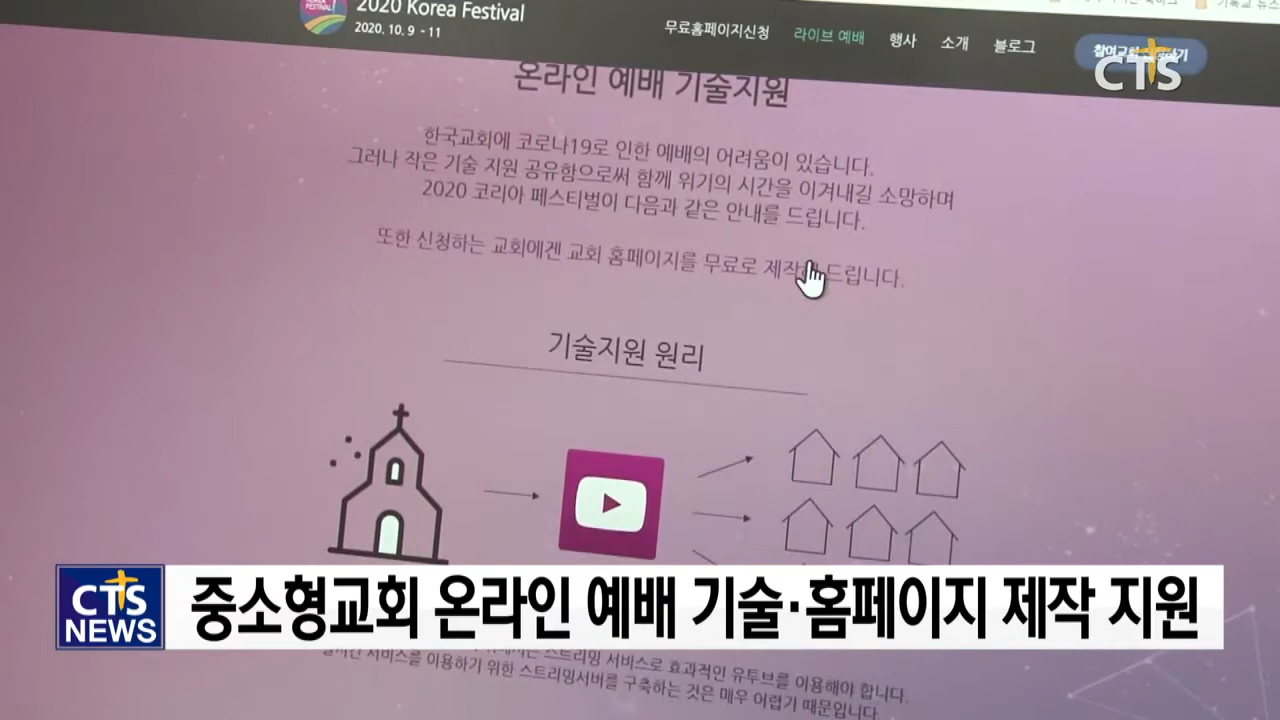 2020 Korea Festival
2020. 10. 9 - 11
무료홈페이지신청 라이브 예배 행사 소개 블로그
CTS
온라인 예배 기술지원
한국교회에 코로나19로 인한 예배의 어려움이 있습니다.
그러나 작은 기술 지원 공유함으로써 함께 위기의 시간을 이겨내길 소망하며
2020 코리아 페스티벌이 다음과 같은 안내를 드립니다.
또한 신청하는 교회에겐 교회 홈페이지를 무료로 드립니다.
기술지원 원리
CTS
NEWS
중소형교회 온라인 예배 기술·홈페이지 제작 지원
스트리밍 서비스로 효과적인 유투브를 이용해야 합니다.
서비스를 이용하기 위한 스트리밍서버를 구축하는 것은 매우 어렵기 때문입니다.